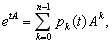 e^{tA} = \sum_{k=0}^{n-1} p_k(t) A^k,